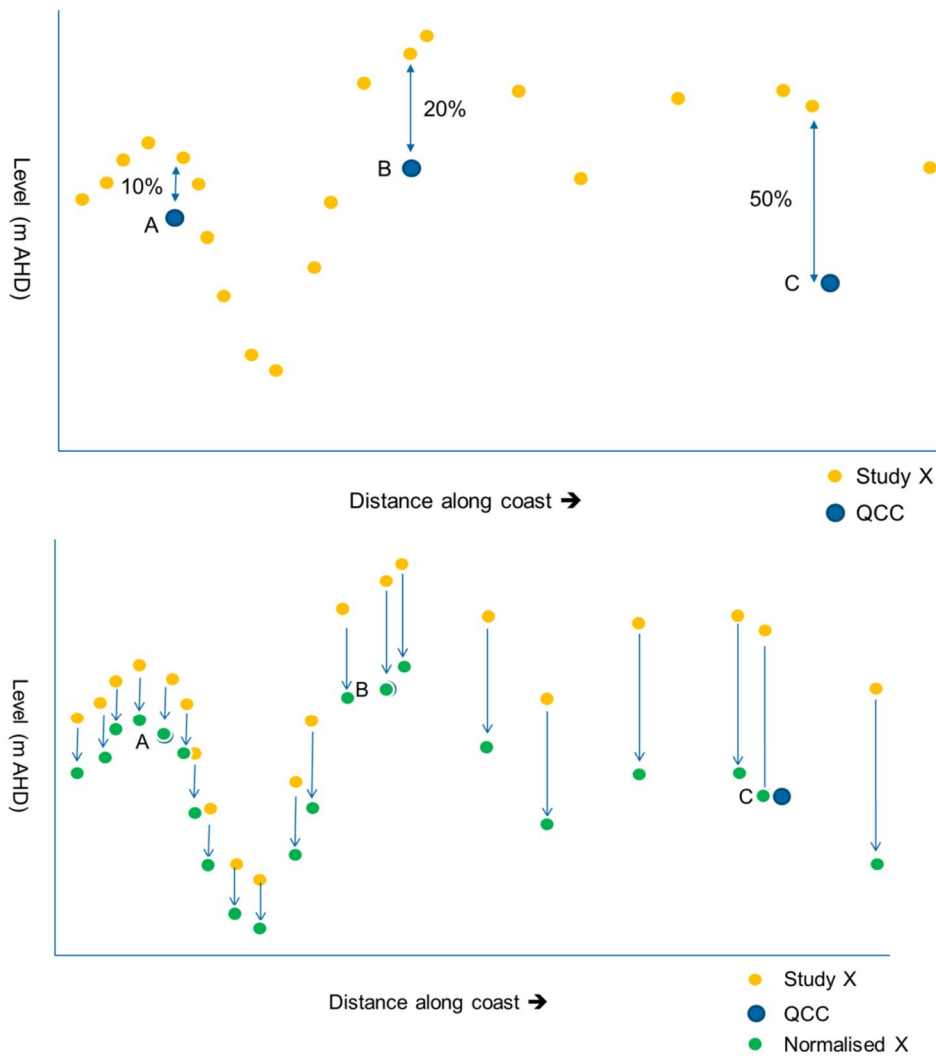 Level (m AHD)
10%
A
20%
B
50%
C
Distance along coast ➔
Study X
QCC
Level (m AHD)
A
B
C
Distance along coast ➔
Study X
QCC
Normalised X